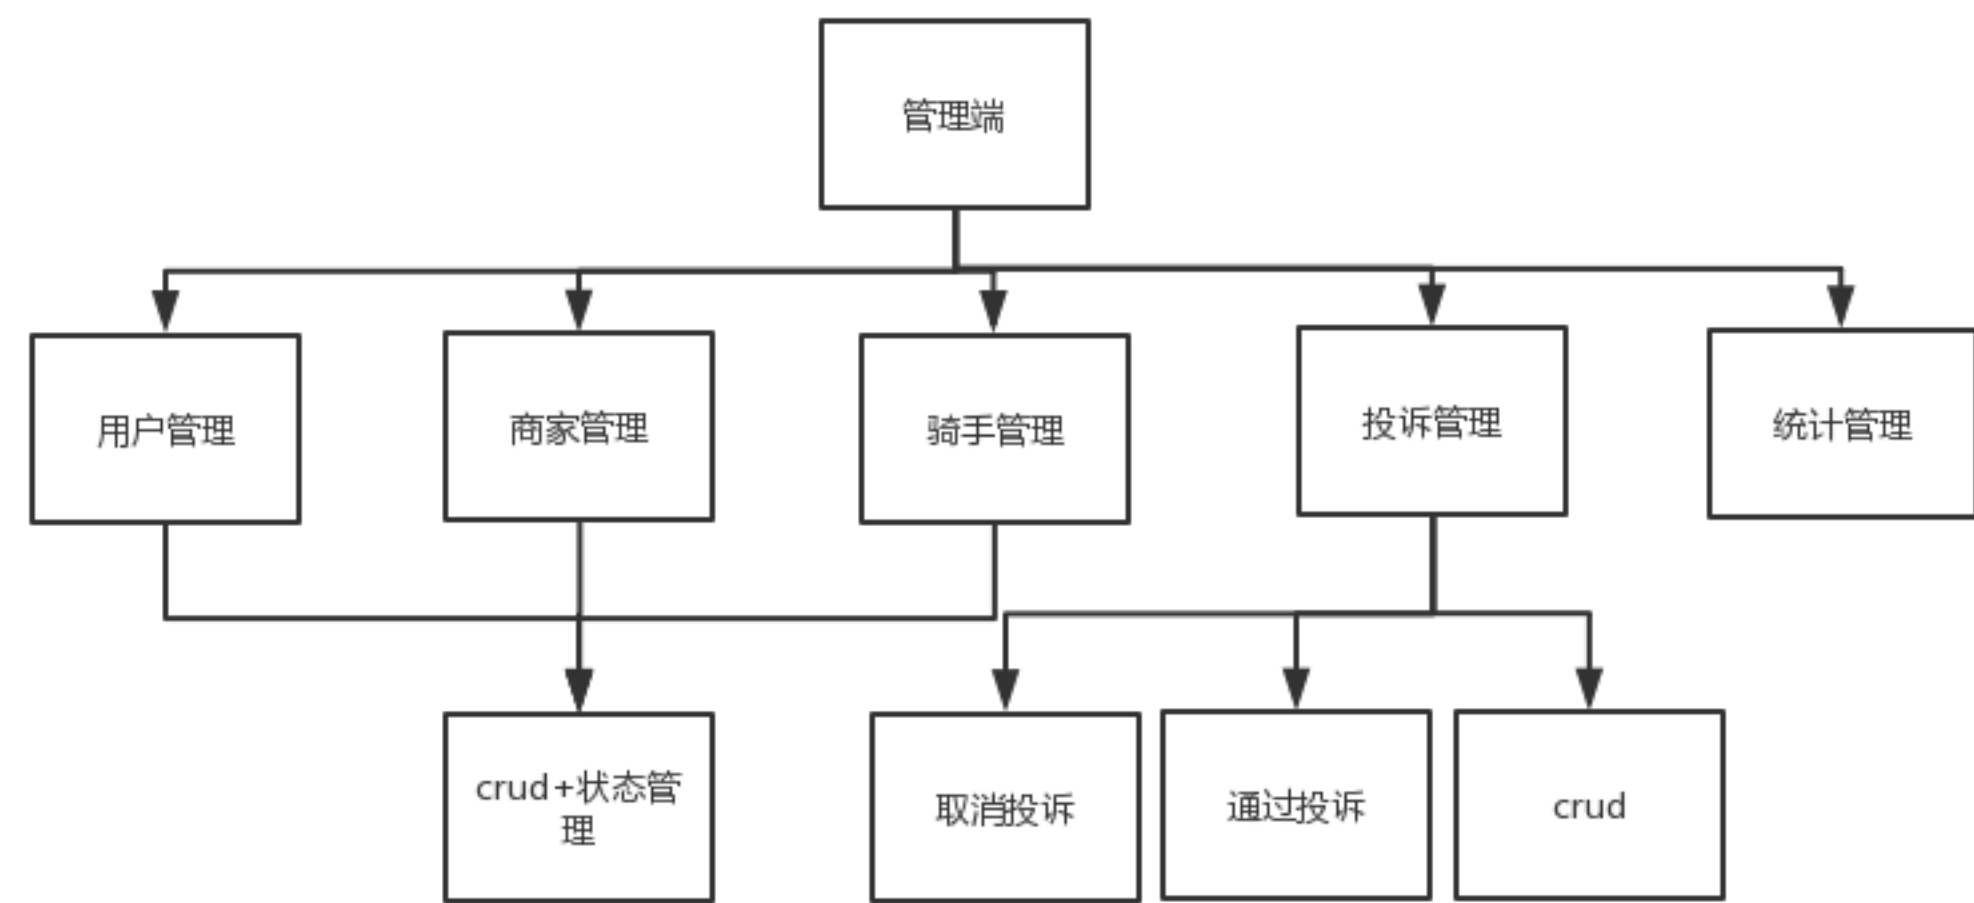 管理端
用户管理
商家管理
骑手管理
投诉管理
统计管理
crud+状态管
理
取消投诉
通过投诉
crud